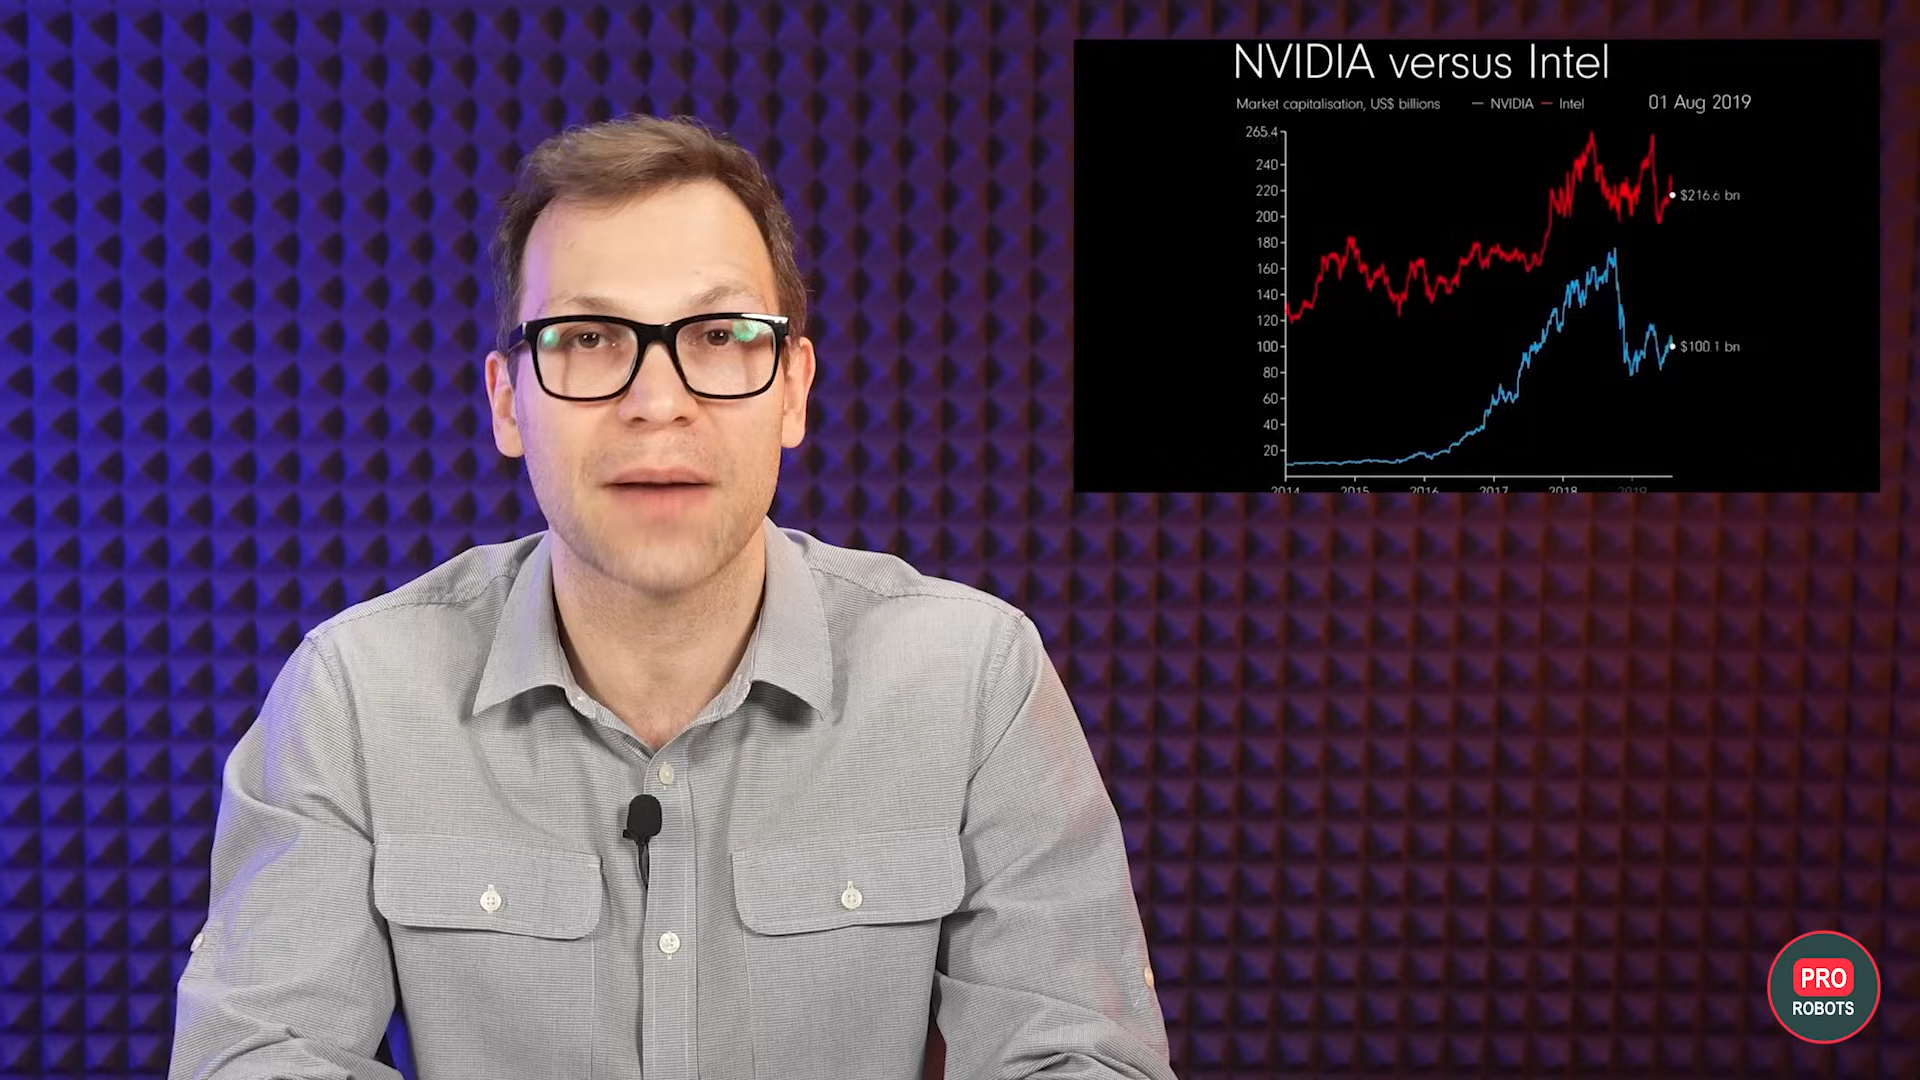 NVIDIA versus Intel
Market capitalisation, US$ billions
NVIDIA
Intel
01 Aug 2019
265.4
240
220
200
180
160
140
120
100
80
60
40
20
$216.6 bn
$100.1 bn
2014
2015
2016
2017
2018
2019
PRO
ROBOTS